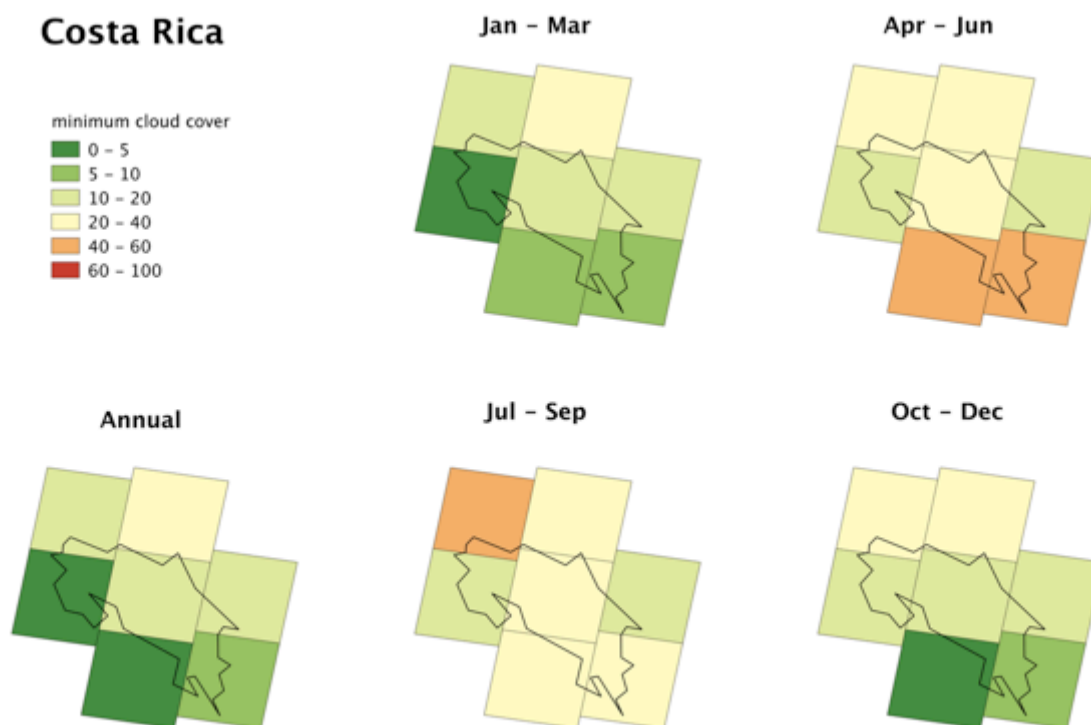 Costa Rica
minimum cloud cover
0 – 5
5 – 10
10 – 20
20 – 40
40 – 60
60 – 100
Jan – Mar
Apr – Jun
Annual
Jul – Sep
Oct – Dec